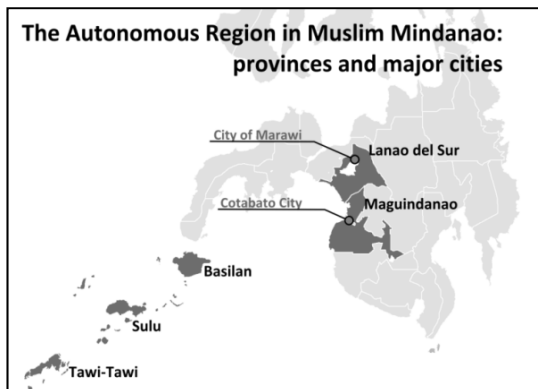 The Autonomous Region in Muslim Mindanao:
provinces and major cities
City of Marawi
Lanao del Sur
Cotabato City
Maguindanao
Basilan
Sulu
Tawi-Tawi